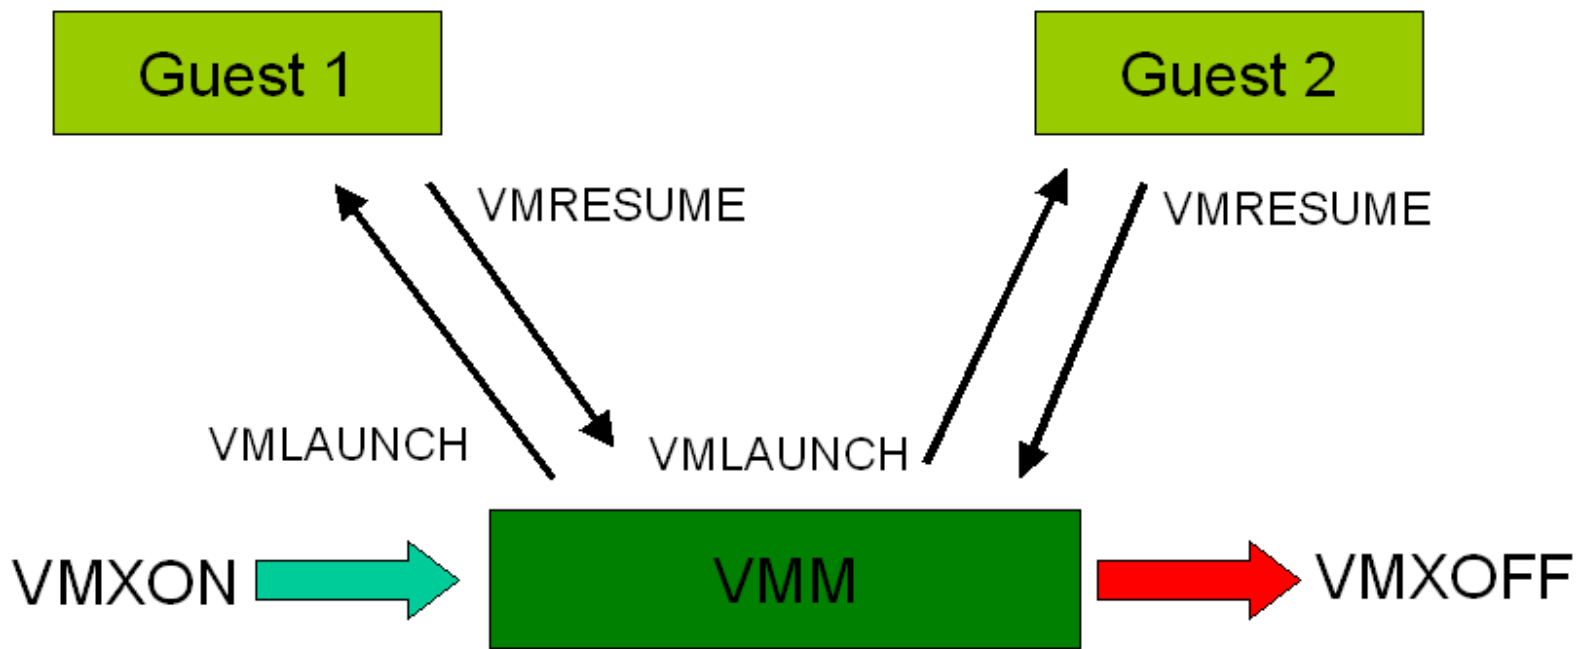 Guest 1
Guest 2
VMRESUME
VMRESUME
VMLAUNCH
VMLAUNCH
VMXON
VMM
VMXOFF